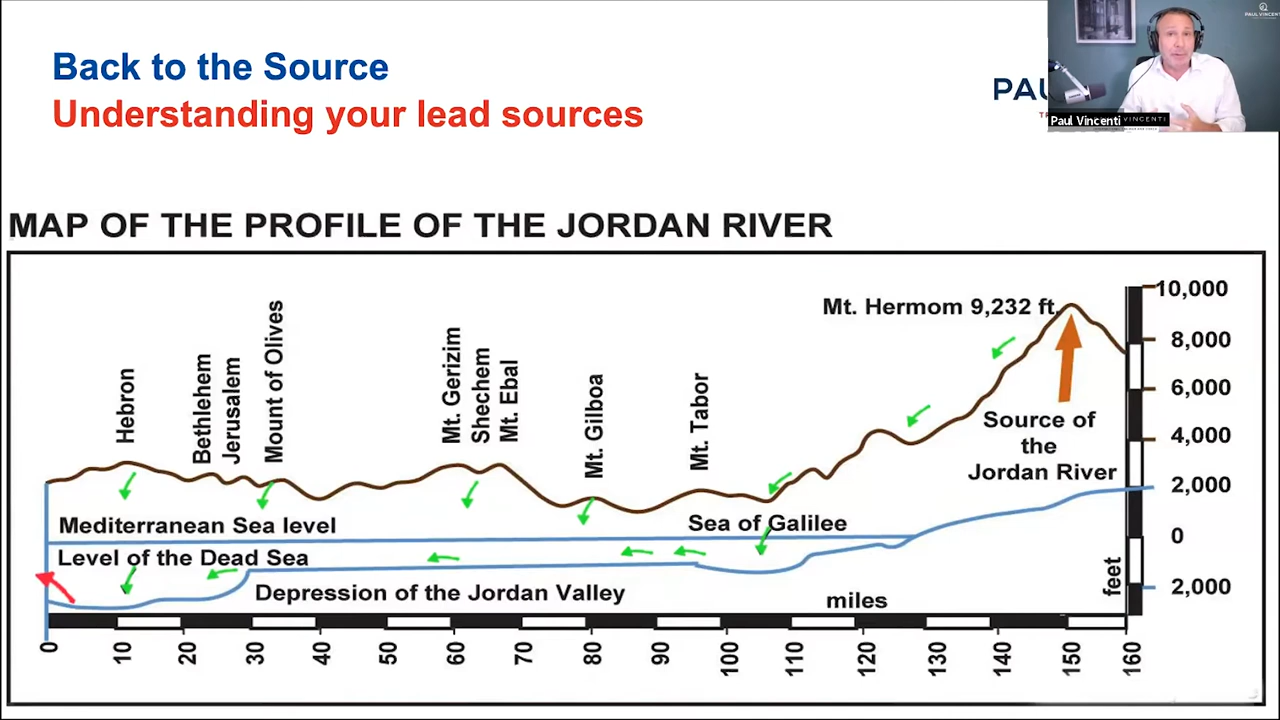 Back to the Source
Understanding your lead sources
PAU
PAUL VINCENTI
Paul Vincenti
VINCENTI
MAP OF THE PROFILE OF THE JORDAN RIVER
Mt. Hermom 9,232 ft.
Hebron
Bethlehem
Jerusalem
Mount of Olives
Mt. Gerizim
Shechem
Mt. Ebal
Mt. Gilboa
Mt. Tabor
Source of
the
Jordan River
Mediterranean Sea level
Sea of Galilee
Level of the Dead Sea
Depression of the Jordan Valley
miles
feet
10,000
8,000
6,000
4,000
2,000
0
2,000
0 10 20 30 40 50 60 70 80 90 100 110 120 130 140 150 160